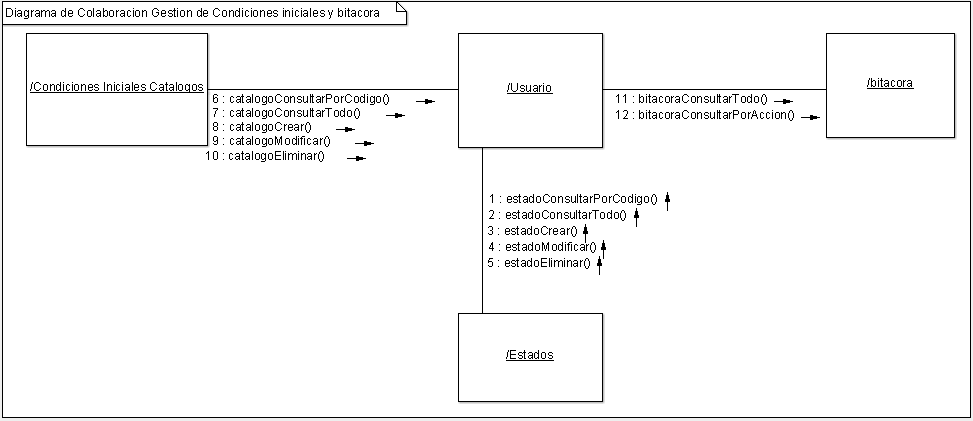 Diagrama de Colaboracion Gestion de Condiciones iniciales y bitacora
/Condiciones Iniciales Catalogos
/Usuario
/bitacora
6 : catalogoConsultarPorCodigo()
7 : catalogoConsultarTodo()
8 : catalogoCrear()
9 : catalogoModificar()
10 : catalogoEliminar()
11 : bitacoraConsultarTodo()
12 : bitacoraConsultarPorAccion()
1 : estadoConsultarPorCodigo()
2 : estadoConsultarTodo()
3 : estadoCrear()
4 : estadoModificar()
5 : estadoEliminar()
/Estados